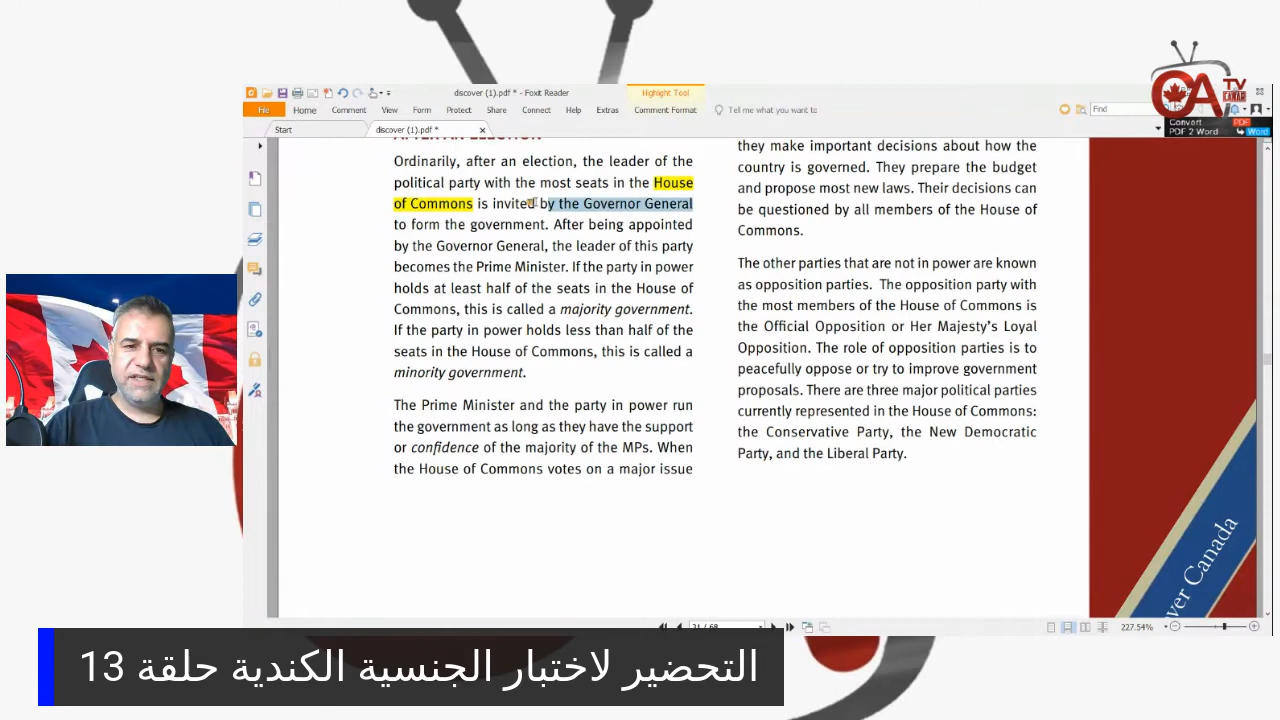 CA TV
CANAR
discover (1).pdf * - Foxit Reader
Highlight Tool
File Home Comment View Form Protect Share Connect Help Extras Comment Format Tell me what you want to
Find
Convert PDF
PDF 2 Word Word
Start
discover (1).pdf *
Ordinarily, after an election, the leader of the
political party with the most seats in the House
of Commons is invited by the Governor General
to form the government. After being appointed
by the Governor General, the leader of this party
becomes the Prime Minister. If the party in power
holds at least half of the seats in the House of
Commons, this is called a majority government.
If the party in power holds less than half of the
seats in the House of Commons, this is called a
minority government.
The Prime Minister and the party in power run
the government as long as they have the support
or confidence of the majority of the MPs. When
the House of Commons votes on a major issue
they make important decisions about how the
country is governed. They prepare the budget
and propose most new laws. Their decisions can
be questioned by all members of the House of
Commons.
The other parties that are not in power are known
as opposition parties. The opposition party with
the most members of the House of Commons is
the Official Opposition or Her Majesty's Loyal
Opposition. The role of opposition parties is to
peacefully oppose or try to improve government
proposals. There are three major political parties
currently represented in the House of Commons:
the Conservative Party, the New Democratic
Party, and the Liberal Party.
ver Canada
31 / 68
227.54%
التحضير لاختبار الجنسية الكندية حلقة 13